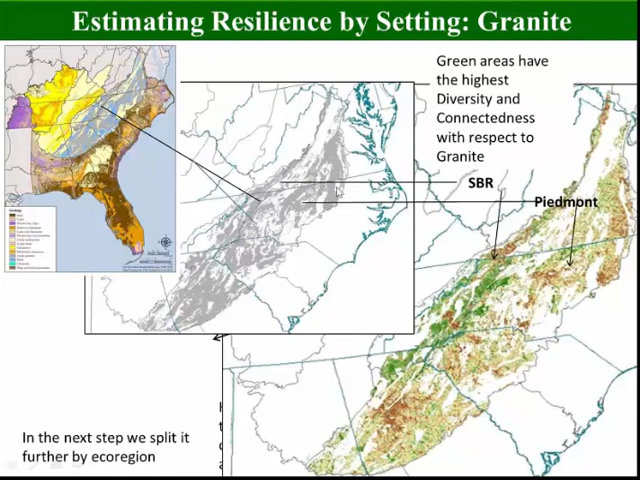 Estimating Resilience by Setting: Granite
Green areas have
the highest
Diversity and
Connectedness
with respect to
Granite
SBR
Piedmont
In the next step we split it
further by ecoregion